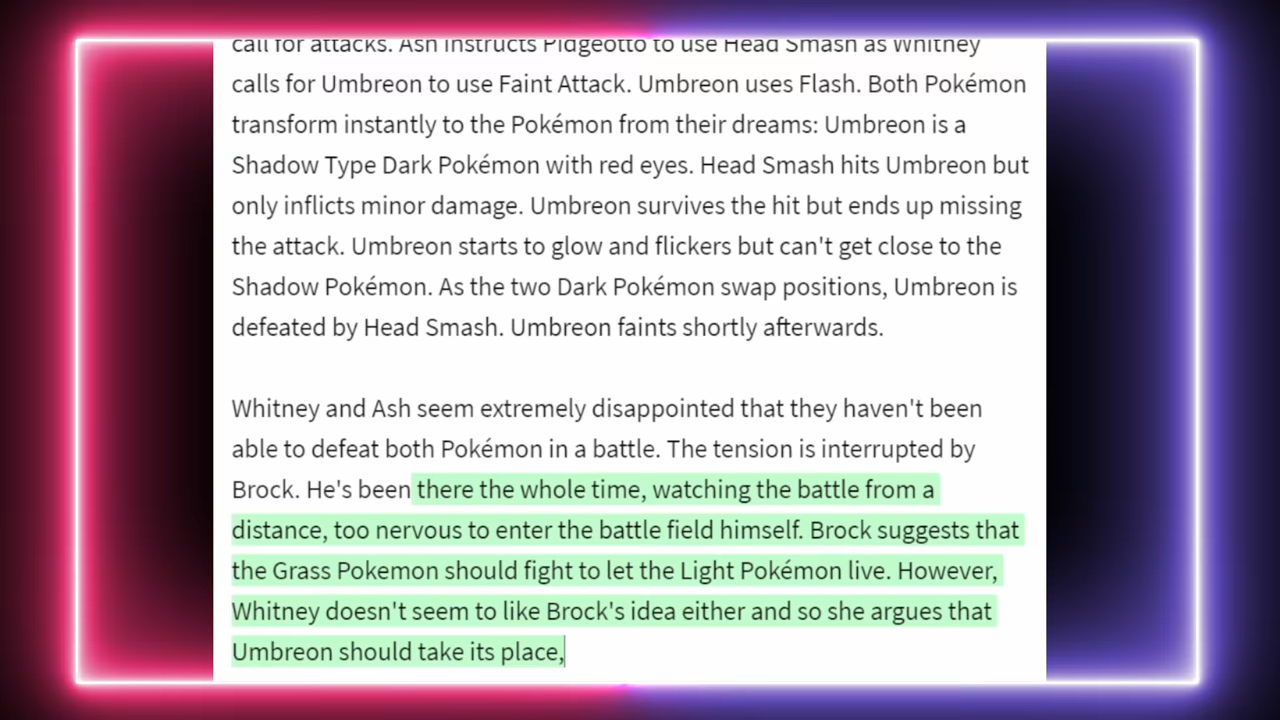 call for attacks. Ash instructs Pidgeotto to use Head Smash as Whitney
calls for Umbreon to use Faint Attack. Umbreon uses Flash. Both Pokémon
transform instantly to the Pokémon from their dreams: Umbreon is a
Shadow Type Dark Pokémon with red eyes. Head Smash hits Umbreon but
only inflicts minor damage. Umbreon survives the hit but ends up missing
the attack. Umbreon starts to glow and flickers but can't get close to the
Shadow Pokémon. As the two Dark Pokémon swap positions, Umbreon is
defeated by Head Smash. Umbreon faints shortly afterwards.
Whitney and Ash seem extremely disappointed that they haven't been
able to defeat both Pokémon in a battle. The tension is interrupted by
Brock. He's been there the whole time, watching the battle from a
distance, too nervous to enter the battle field himself. Brock suggests that
the Grass Pokemon should fight to let the Light Pokémon live. However,
Whitney doesn't seem to like Brock's idea either and so she argues that
Umbreon should take its place,